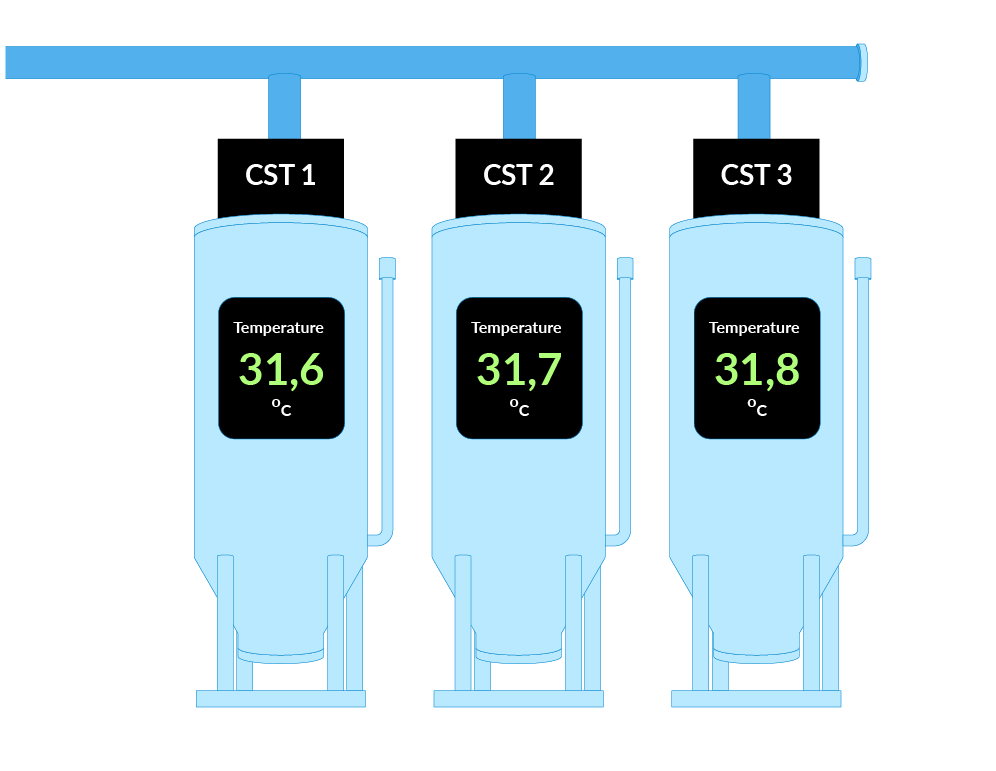 CST 1
CST 2
CST 3
Temperature
31,6
ºC
Temperature
31,7
ºC
Temperature
31,8
ºC